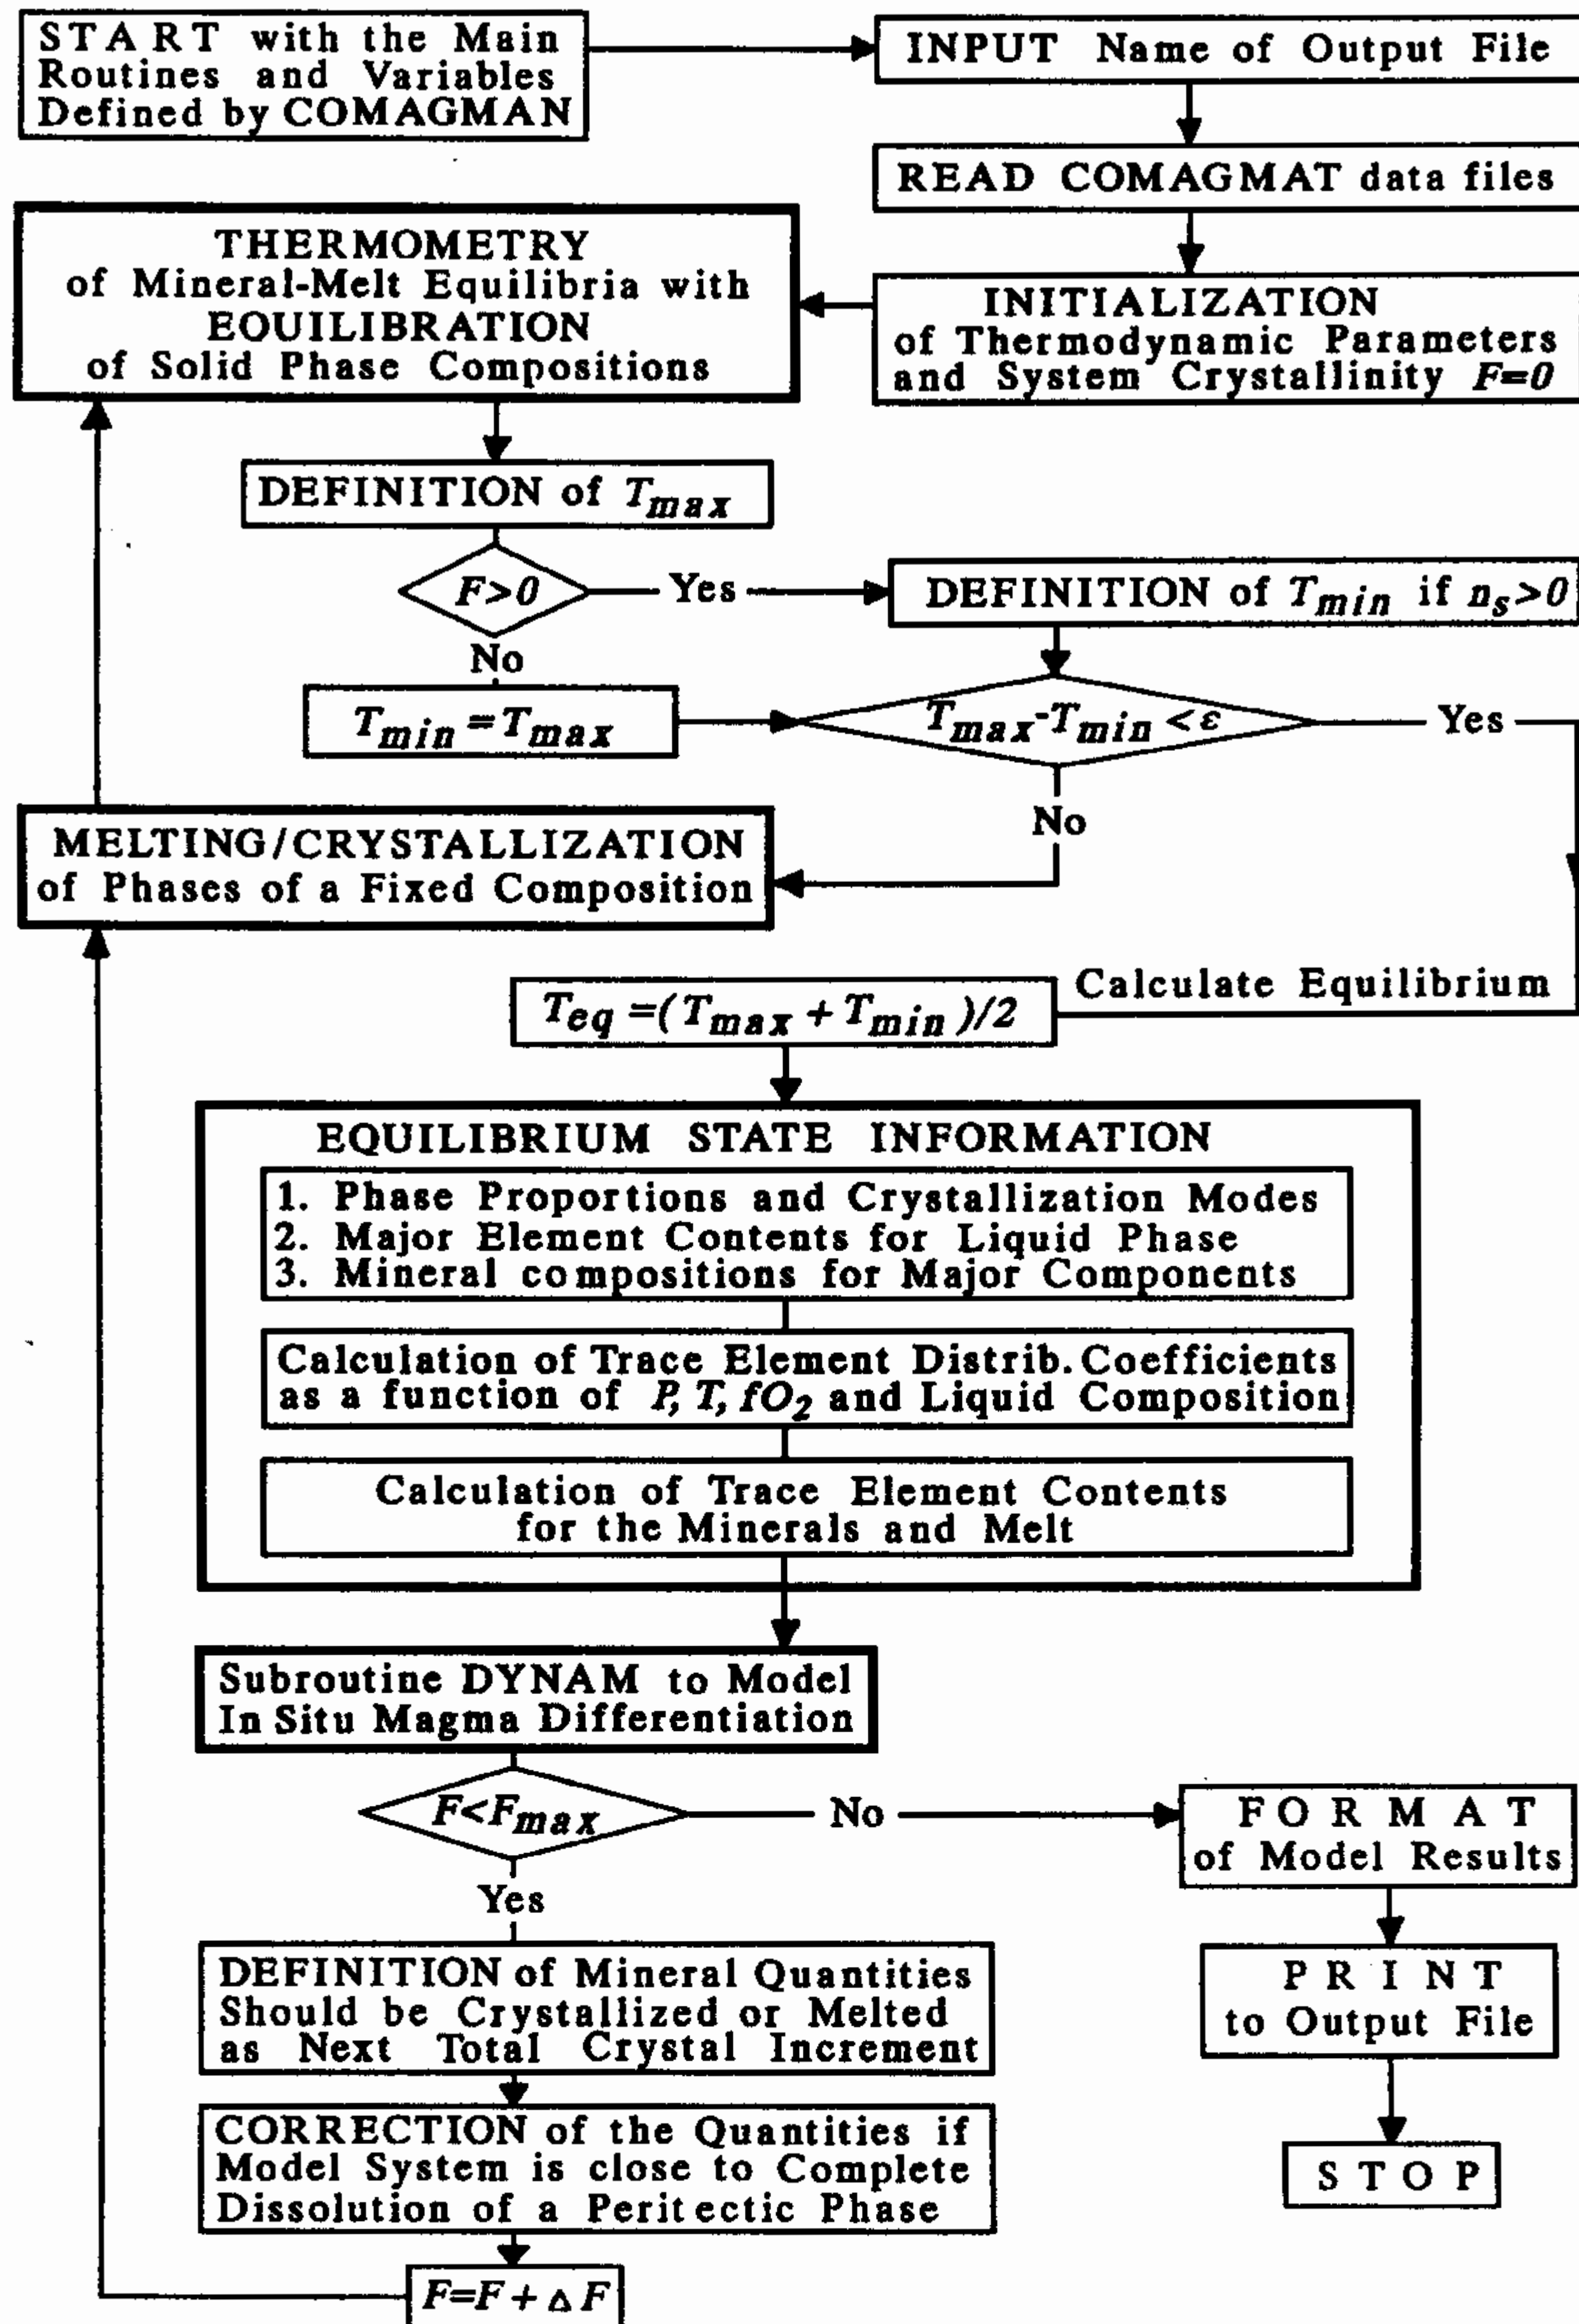 START with the Main
Routines and Variables
Defined by COMAGMAN
INPUT Name of Output File
READ COMAGMAT data files
INITIALIZATION
of Thermodynamic Parameters
and System Crystallinity F=0
THERMOMETRY
of Mineral-Melt Equilibria with
EQUILIBRATION
of Solid Phase Compositions
DEFINITION of Tmax
F>0
Yes
DEFINITION of Tmin if ns>0
No
Tmin=Tmax
Tmax-Tmin<ε
Yes
No
MELTING/CRYSTALLIZATION
of Phases of a Fixed Composition
Calculate Equilibrium
Teq=(Tmax+Tmin)/2
EQUILIBRIUM STATE INFORMATION
1. Phase Proportions and Crystallization Modes
2. Major Element Contents for Liquid Phase
3. Mineral compositions for Major Components
Calculation of Trace Element Distrib. Coefficients
as a function of P, T, fO2 and Liquid Composition
Calculation of Trace Element Contents
for the Minerals and Melt
Subroutine DYNAM to Model
In Situ Magma Differentiation
F<Fmax
No
FORMAT
of Model Results
PRINT
to Output File
STOP
Yes
DEFINITION of Mineral Quantities
Should be Crystallized or Melted
as Next Total Crystal Increment
CORRECTION of the Quantities if
Model System is close to Complete
Dissolution of a Peritectic Phase
F=F+△F